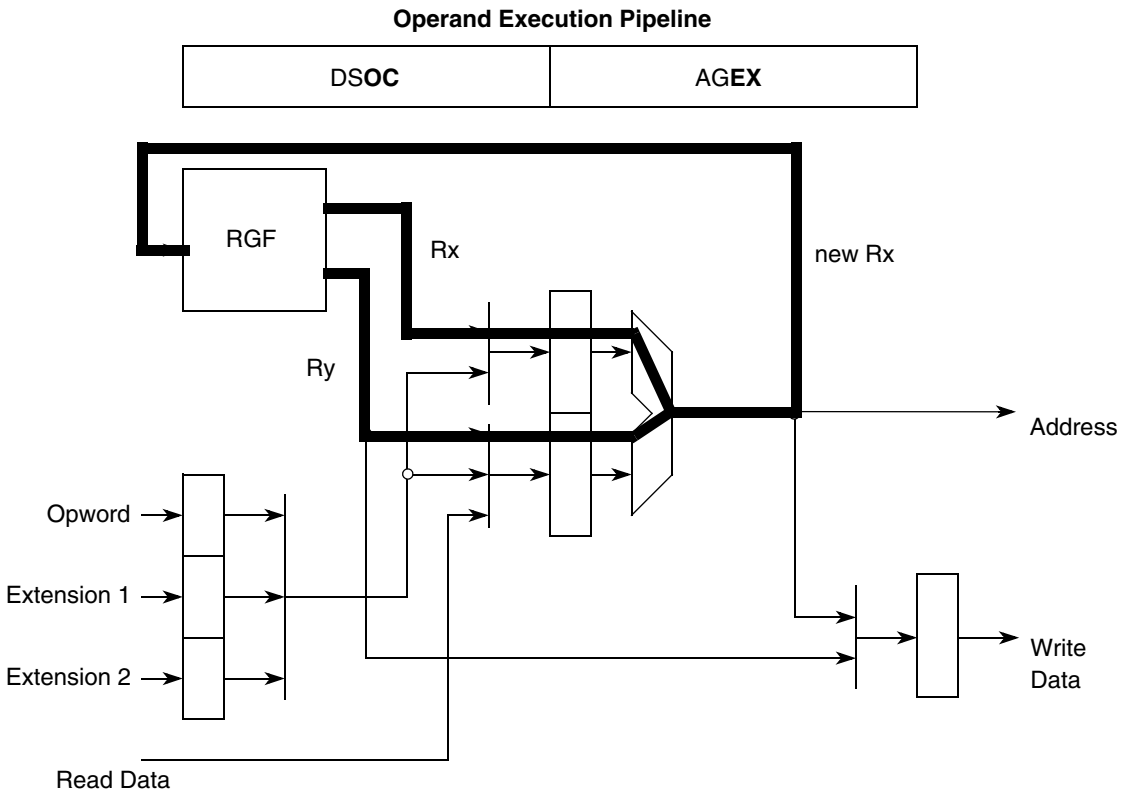 Operand Execution Pipeline
DSOC
AGEX
RGF
Rx
new Rx
Ry
Address
Opword
Extension 1
Extension 2
Write
Data
Read Data